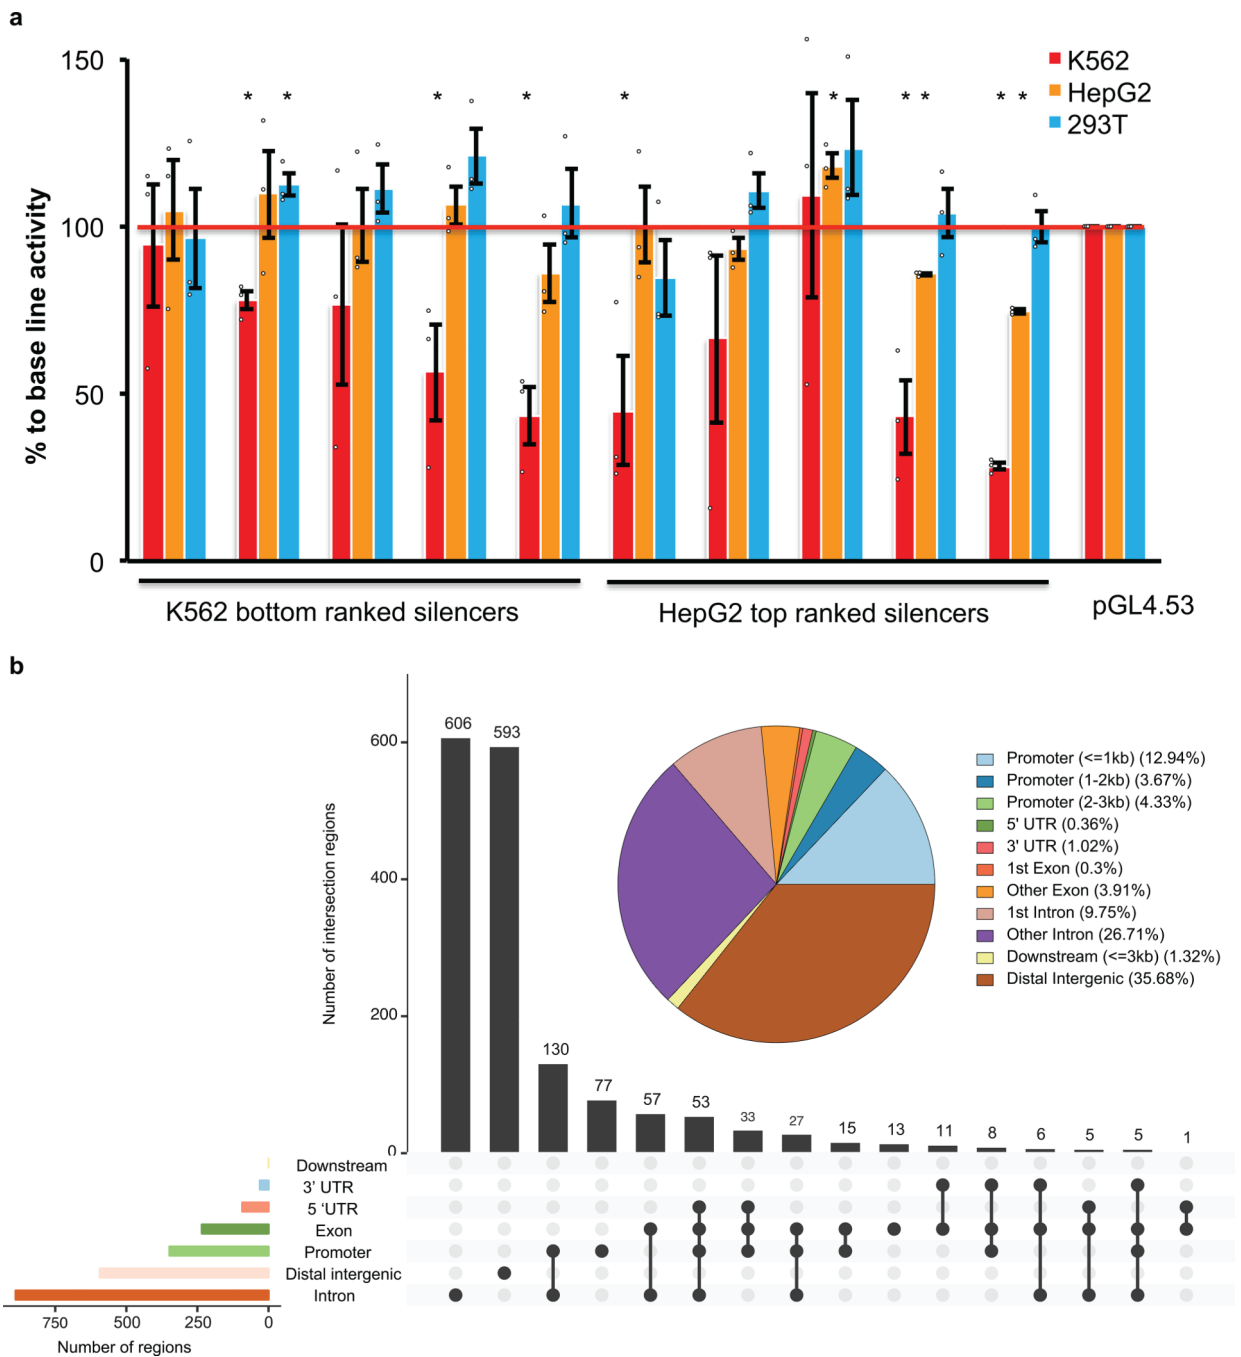 a
150
100
50
0
% to base line activity
* * * * * * * * * *
K562
HepG2
293T
K562 bottom ranked silencers
HepG2 top ranked silencers
pGL4.53
b
600
400
200
0
Number of intersection regions
606
593
130
77
57
53
33
27
15
13
11
8
6
5
5
1
Promoter (<=1kb) (12.94%)
Promoter (1-2kb) (3.67%)
Promoter (2-3kb) (4.33%)
5' UTR (0.36%)
3' UTR (1.02%)
1st Exon (0.3%)
Other Exon (3.91%)
1st Intron (9.75%)
Other Intron (26.71%)
Downstream (<=3kb) (1.32%)
Distal Intergenic (35.68%)
Downstream
3’ UTR
5 ‘UTR
Exon
Promoter
Distal intergenic
Intron
750 500 250 0
Number of regions